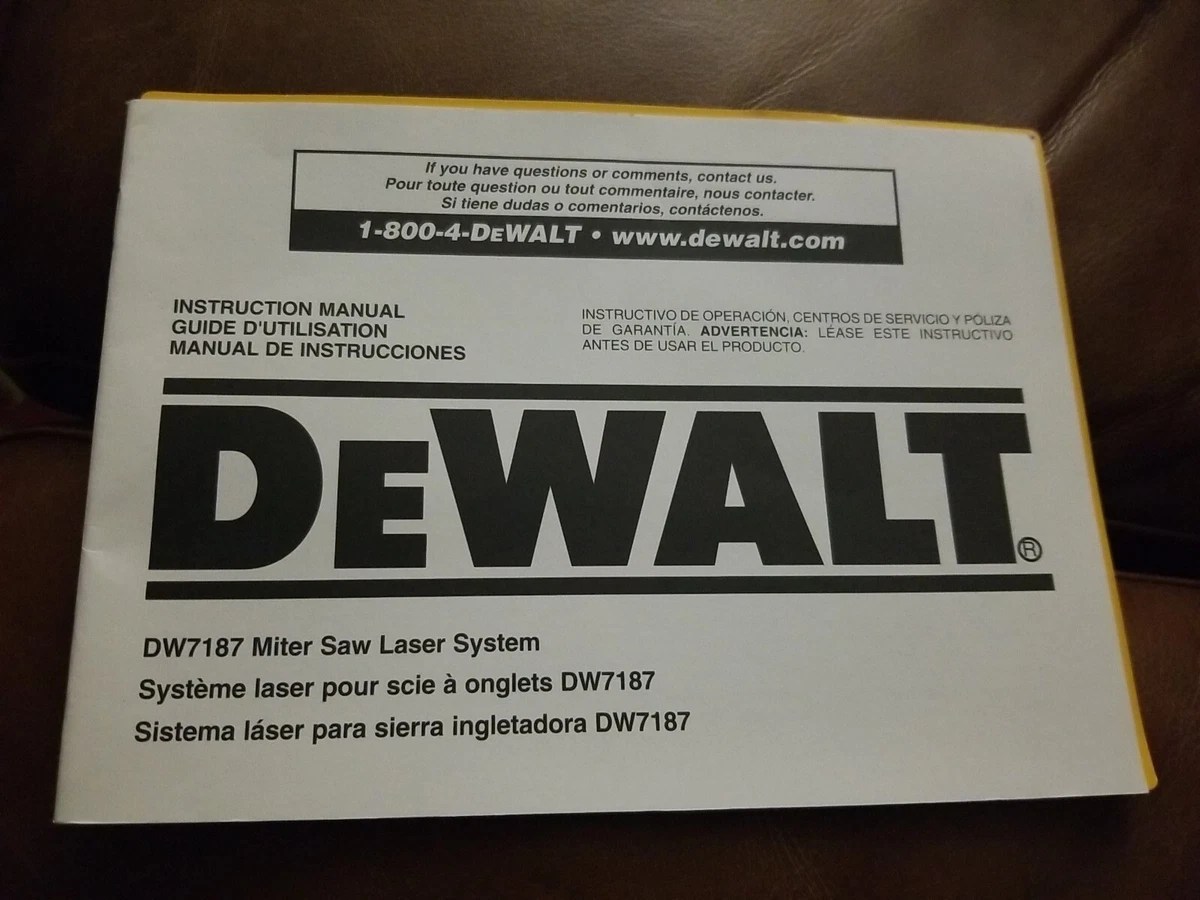 If you have questions or comments, contact us.
Pour toute question ou tout commentaire, nous contacter.
Si tiene dudas o comentarios, contáctenos.
1-800-4-DEWALT • www.dewalt.com
INSTRUCTION MANUAL
GUIDE D'UTILISATION
MANUAL DE INSTRUCCIONES
INSTRUCTIVO DE OPERACIÓN, CENTROS DE SERVICIO Y PÓLIZA
DE GARANTÍA. ADVERTENCIA: LÉASE ESTE INSTRUCTIVO
ANTES DE USAR EL PRODUCTO.
DEWALT®
DW7187 Miter Saw Laser System
Système laser pour scie à onglets DW7187
Sistema láser para sierra ingletadora DW7187